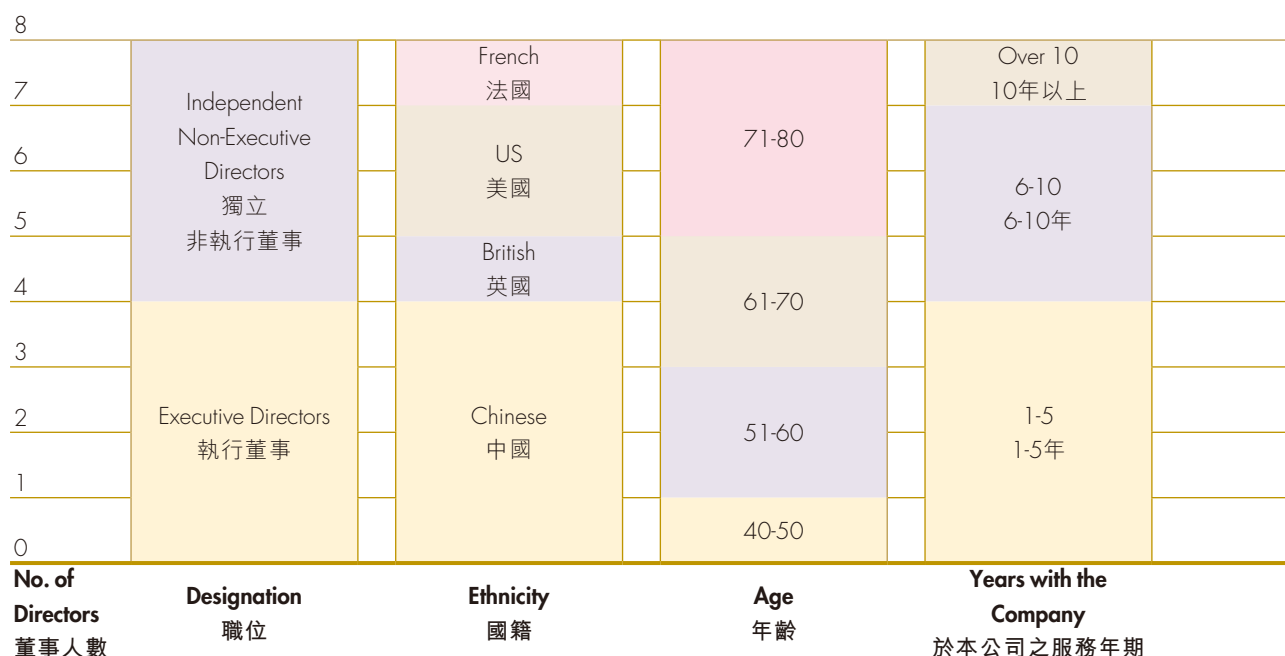 8
7
6
5
4
3
2
1
0
Independent
Non-Executive
Directors
獨立
非執行董事
Executive Directors
執行董事
French
法國
US
美國
British
英國
Chinese
中國
71-80
61-70
51-60
40-50
Over 10
10年以上
6-10
6-10年
1-5
1-5年
No. of
Directors
董事人數
Designation
職位
Ethnicity
國籍
Age
年齡
Years with the
Company
於本公司之服務年期